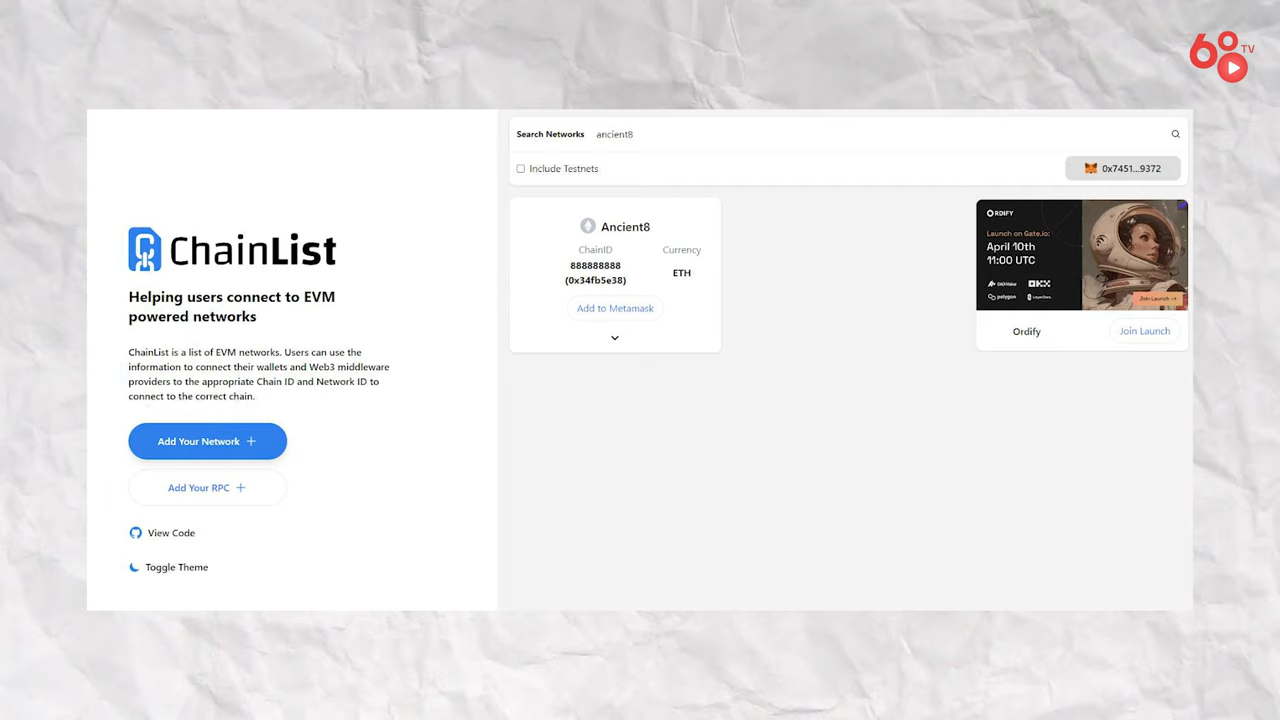 68 TV
ChainList
Helping users connect to EVM
powered networks
ChainList is a list of EVM networks. Users can use the
information to connect their wallets and Web3 middleware
providers to the appropriate Chain ID and Network ID to
connect to the correct chain.
Add Your Network +
Add Your RPC +
View Code
Toggle Theme
Search Networks ancient8
Include Testnets
0x7451...9372
Ancient8
ChainID Currency
888888888
(0x34fb5e38)
ETH
Add to Metamask
ORDIFY
Launch on Gate.io:
April 10th
11:00 UTC
DAOMaker OKX
polygon
Join Launch →
Ordify
Join Launch